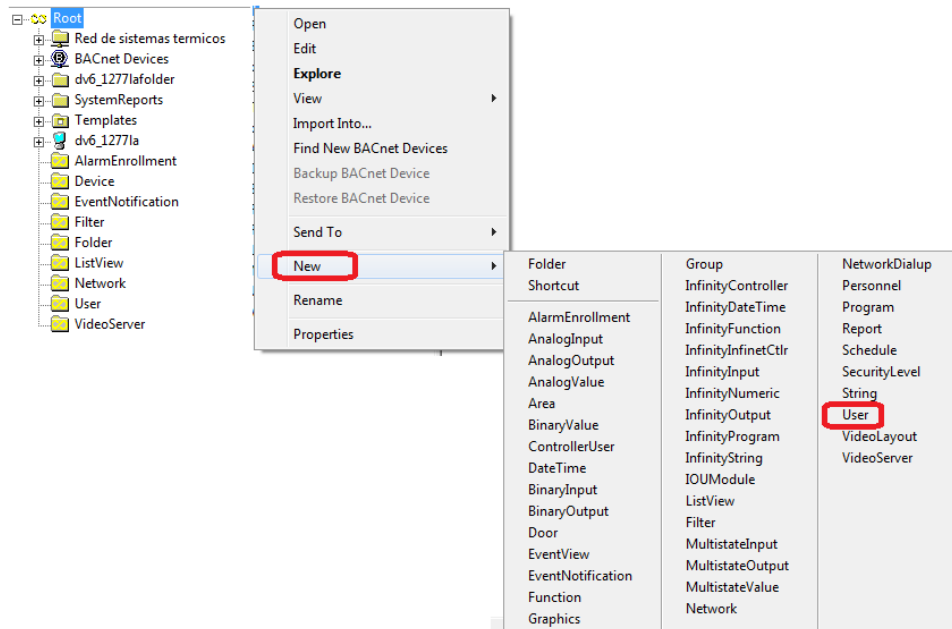 Root
Red de sistemas termicos
BACnet Devices
dv6_1277lafolder
SystemReports
Templates
dv6_1277la
AlarmEnrollment
Device
EventNotification
Filter
Folder
ListView
Network
User
VideoServer
Open
Edit
Explore
View
Import Into...
Find New BACnet Devices
Backup BACnet Device
Restore BACnet Device
Send To
New
Rename
Properties
Folder
Shortcut
AlarmEnrollment
AnalogInput
AnalogOutput
AnalogValue
Area
BinaryValue
ControllerUser
DateTime
BinaryInput
BinaryOutput
Door
EventView
EventNotification
Function
Graphics
Group
InfinityController
InfinityDateTime
InfinityFunction
InfinityInfinetCtlr
InfinityInput
InfinityNumeric
InfinityOutput
InfinityProgram
InfinityString
IOUModule
ListView
Filter
MultistateInput
MultistateOutput
MultistateValue
Network
NetworkDialup
Personnel
Program
Report
Schedule
SecurityLevel
String
User
VideoLayout
VideoServer